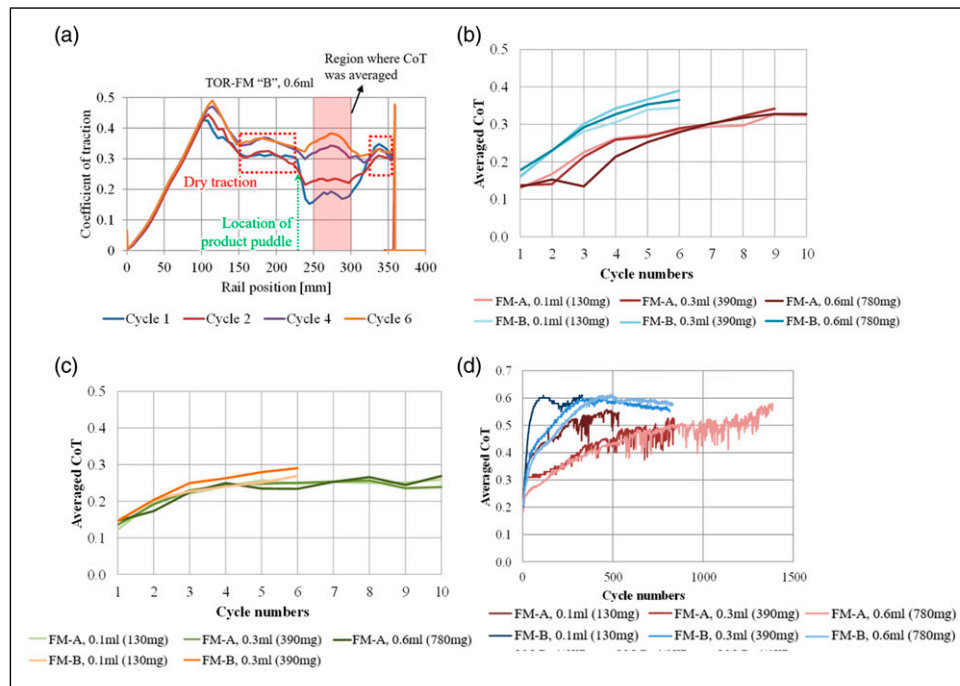 (a)
TOR-FM “B”, 0.6ml
Region where CoT
was averaged
Coefficient of traction
0.5
0.4
0.3
0.2
0.1
0
Dry traction
Location of
product puddle
0 50 100 150 200 250 300 350 400
Rail position [mm]
Cycle 1 Cycle 2 Cycle 4 Cycle 6
(b)
Averaged CoT
0.5
0.4
0.3
0.2
0.1
0.0
1 2 3 4 5 6 7 8 9 10
Cycle numbers
FM-A, 0.1ml (130mg) FM-A, 0.3ml (390mg) FM-A, 0.6ml (780mg)
FM-B, 0.1ml (130mg) FM-B, 0.3ml (390mg) FM-B, 0.6ml (780mg)
(c)
Averaged CoT
0.5
0.4
0.3
0.2
0.1
0.0
1 2 3 4 5 6 7 8 9 10
Cycle numbers
FM-A, 0.1ml (130mg) FM-A, 0.3ml (390mg) FM-A, 0.6ml (780mg)
FM-B, 0.1ml (130mg) FM-B, 0.3ml (390mg)
(d)
Averaged CoT
0.7
0.6
0.5
0.4
0.3
0.2
0.1
0.0
0 500 1000 1500
Cycle numbers
FM-A, 0.1ml (130mg) FM-A, 0.3ml (390mg) FM-A, 0.6ml (780mg)
FM-B, 0.1ml (130mg) FM-B, 0.3ml (390mg) FM-B, 0.6ml (780mg)